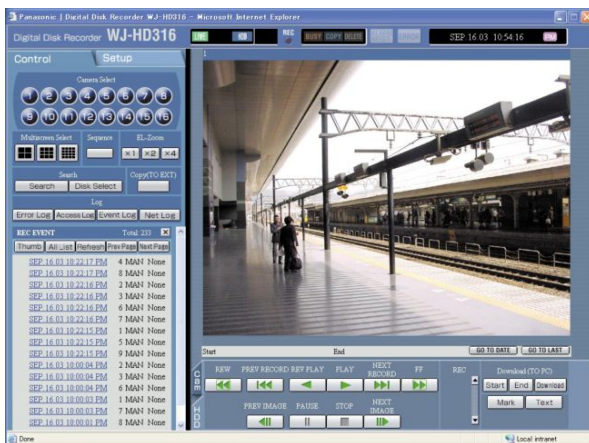 Panasonic | Digital Disk Recorder WJ-HD316 - Microsoft Internet Explorer
Digital Disk Recorder WJ-HD316
LIVE HDD REC BUSY COPY DELETE SEP.16.03 10:54:16 PM
Control Setup
1
Camera Select
1 2 3 4 5 6 7 8
9 10 11 12 13 14 15 16
Multiscreen Select Sequence EL-Zoom
×1 ×2 ×4
Search Copy(TO EXT)
Search Disk Select
Log
Error Log Access Log Event Log Net Log
REC EVENT Total: 233
Thumb All List Refresh Prev Page Next Page
SEP.16.03 10:22:17 PM 4 MAN None
SEP.16.03 10:22:17 PM 8 MAN None
SEP.16.03 10:22:16 PM 2 MAN None
SEP.16.03 10:22:16 PM 3 MAN None
SEP.16.03 10:22:16 PM 6 MAN None
SEP.16.03 10:22:16 PM 7 MAN None
SEP.16.03 10:22:15 PM 1 MAN None
SEP.16.03 10:22:15 PM 5 MAN None
SEP.16.03 10:22:15 PM 9 MAN None
SEP.16.03 10:00:04 PM 2 MAN None
SEP.16.03 10:00:04 PM 3 MAN None
SEP.16.03 10:00:04 PM 6 MAN None
SEP.16.03 10:00:03 PM 1 MAN None
SEP.16.03 10:00:03 PM 7 MAN None
SEP.16.03 10:00:01 PM 8 MAN None
Start End GO TO DATE GO TO LAST
Cam
HDD
REW PREV RECORD REV PLAY PLAY NEXT RECORD FF
PREV IMAGE PAUSE STOP NEXT IMAGE
REC
Download (TO PC)
Start End Download
Mark Text
Done Local intranet